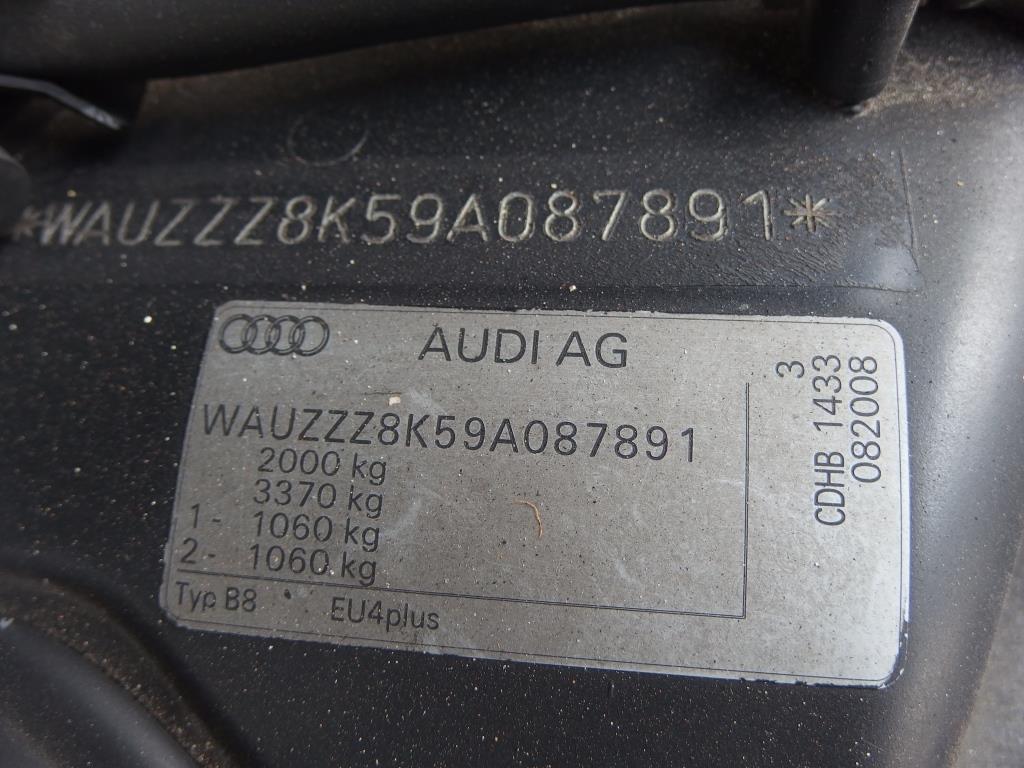 *WAUZZZ8K59A087891*
AUDI AG
WAUZZZ8K59A087891
2000 kg
3370 kg
1- 1060 kg
2- 1060 kg
Typ B8 EU4plus
3
CDHB 1433
082008